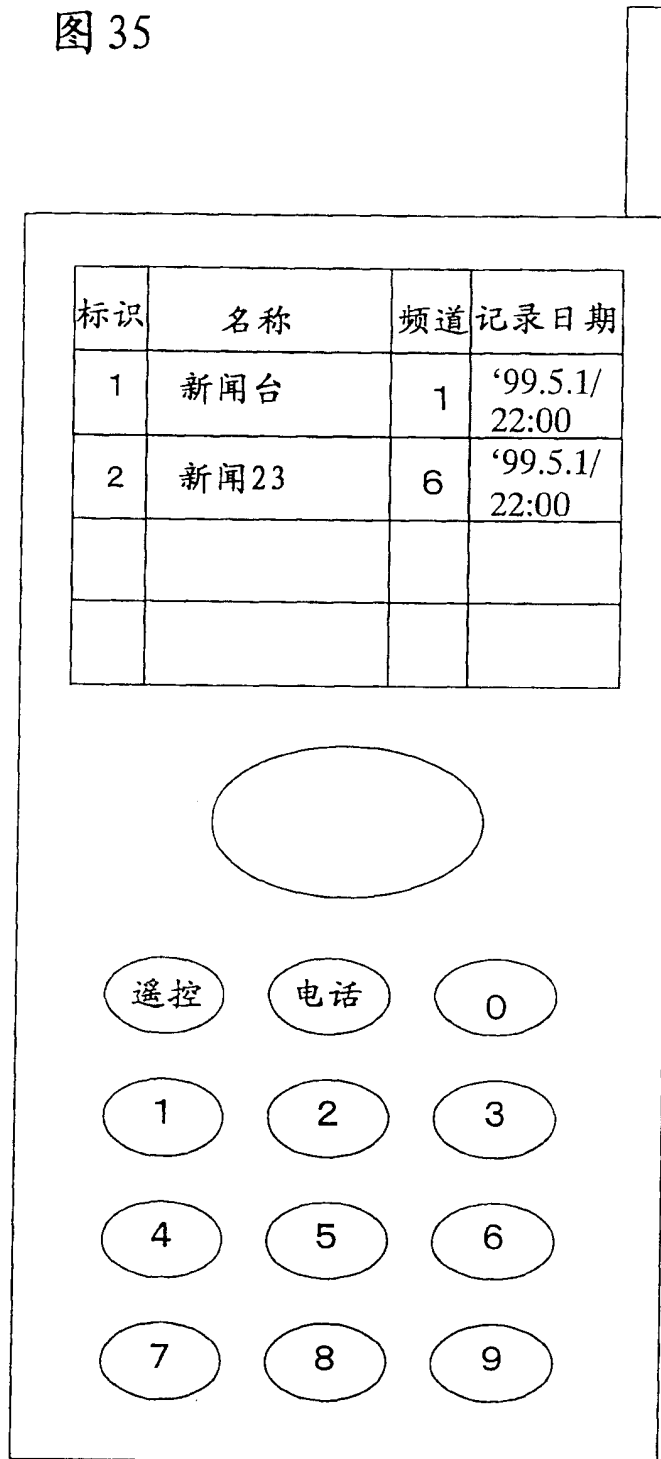 图 35
标识 名称 频道 记录日期
1 新闻台 1 ‘99.5.1/
22:00
2 新闻23 6 ‘99.5.1/
22:00
遥控 电话 0
1 2 3
4 5 6
7 8 9